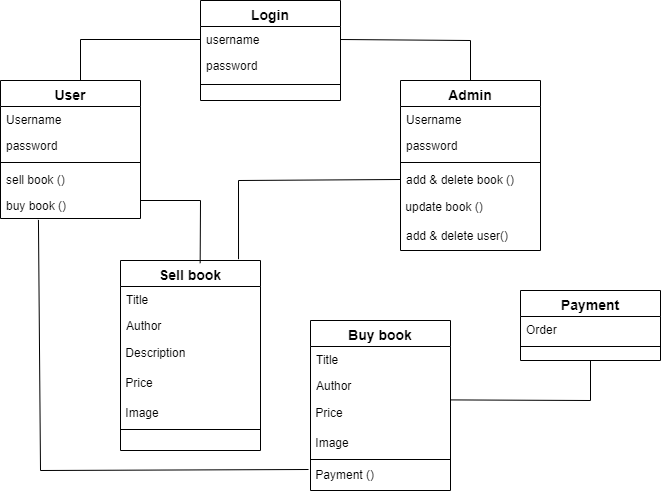 Login
username
password
User
Username
password
sell book ()
buy book ()
Admin
Username
password
add & delete book ()
update book ()
add & delete user()
Sell book
Title
Author
Description
Price
Image
Buy book
Title
Author
Price
Image
Payment ()
Payment
Order